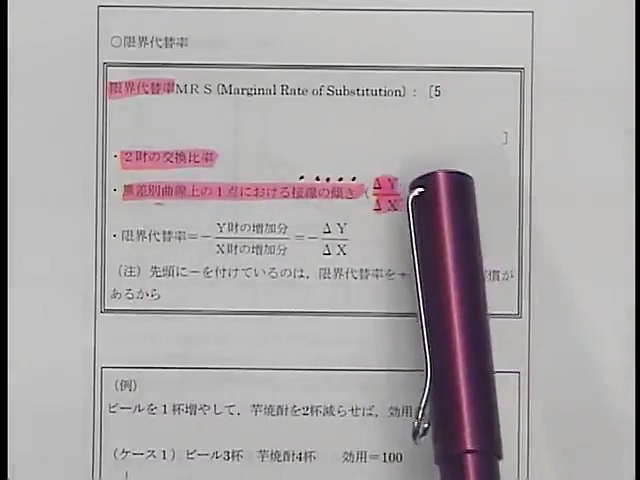 ○限界代替率
限界代替率MRS(Marginal Rate of Substitution)：[5
]
・2財の交換比率
・無差別曲線上の1点における接線の傾き(ΔY/ΔX
・限界代替率＝－Y財の増加分/X財の増加分＝－ΔY/ΔX
(注) 先頭に－を付けているのは，限界代替率を+ 慣が
あるから
(例)
ビールを1杯増やして，芋焼酎を2杯減らせば，効用
(ケース1) ビール3杯 芋焼酎4杯 効用＝100